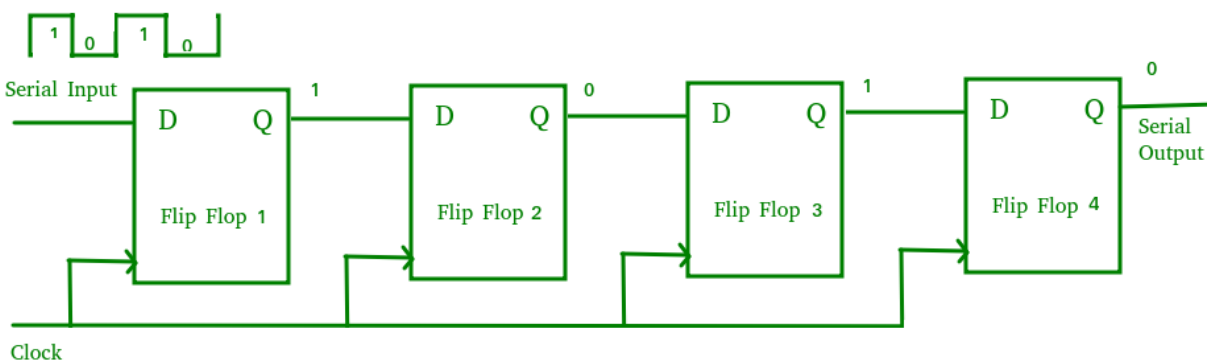 1 0 1 0
Serial Input
1
0
1
0
D Q
D Q
D Q
D Q
Serial
Output
Flip Flop 1
Flip Flop 2
Flip Flop 3
Flip Flop 4
Clock